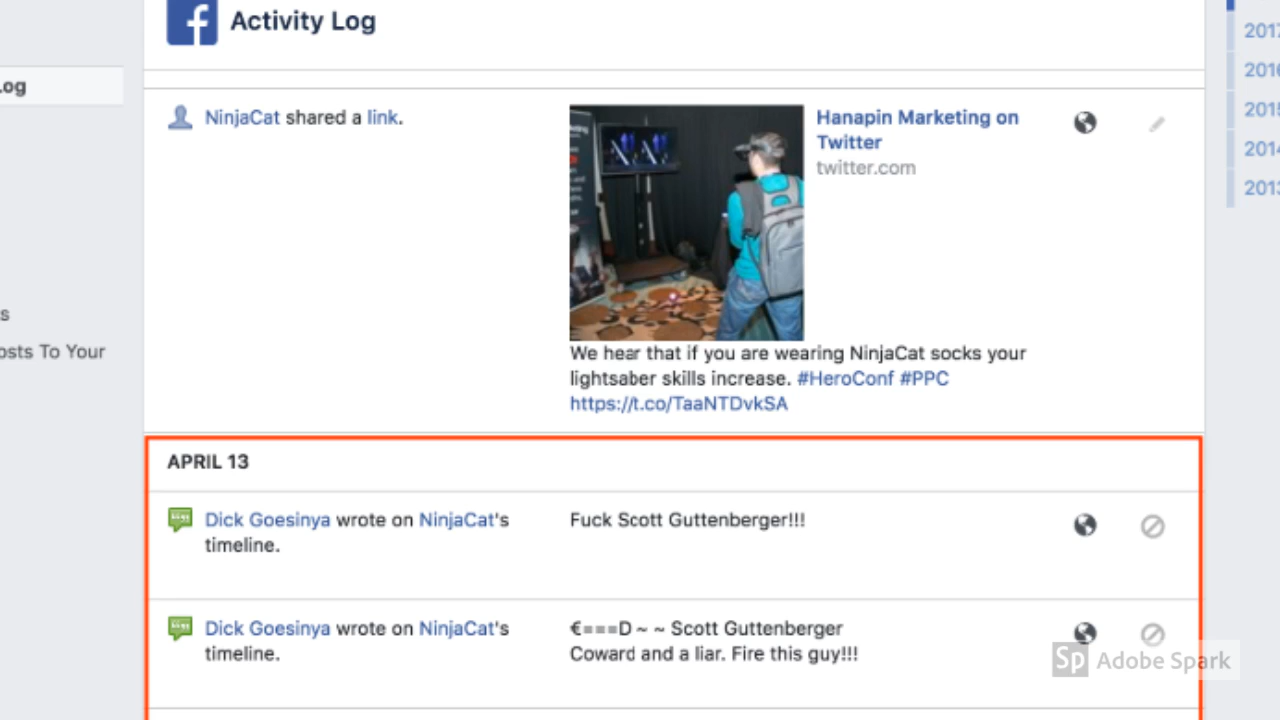 Activity Log
2017
2016
2015
2014
2013
Log
NinjaCat shared a link.
Hanapin Marketing on
Twitter
twitter.com
s
osts To Your
We hear that if you are wearing NinjaCat socks your
lightsaber skills increase. #HeroConf #PPC
https://t.co/TaaNTDvkSA
APRIL 13
Dick Goesinya wrote on NinjaCat's
timeline.
Fuck Scott Guttenberger!!!
Dick Goesinya wrote on NinjaCat's
timeline.
€===D ~ ~ Scott Guttenberger
Coward and a liar. Fire this guy!!!
Sp Adobe Spark